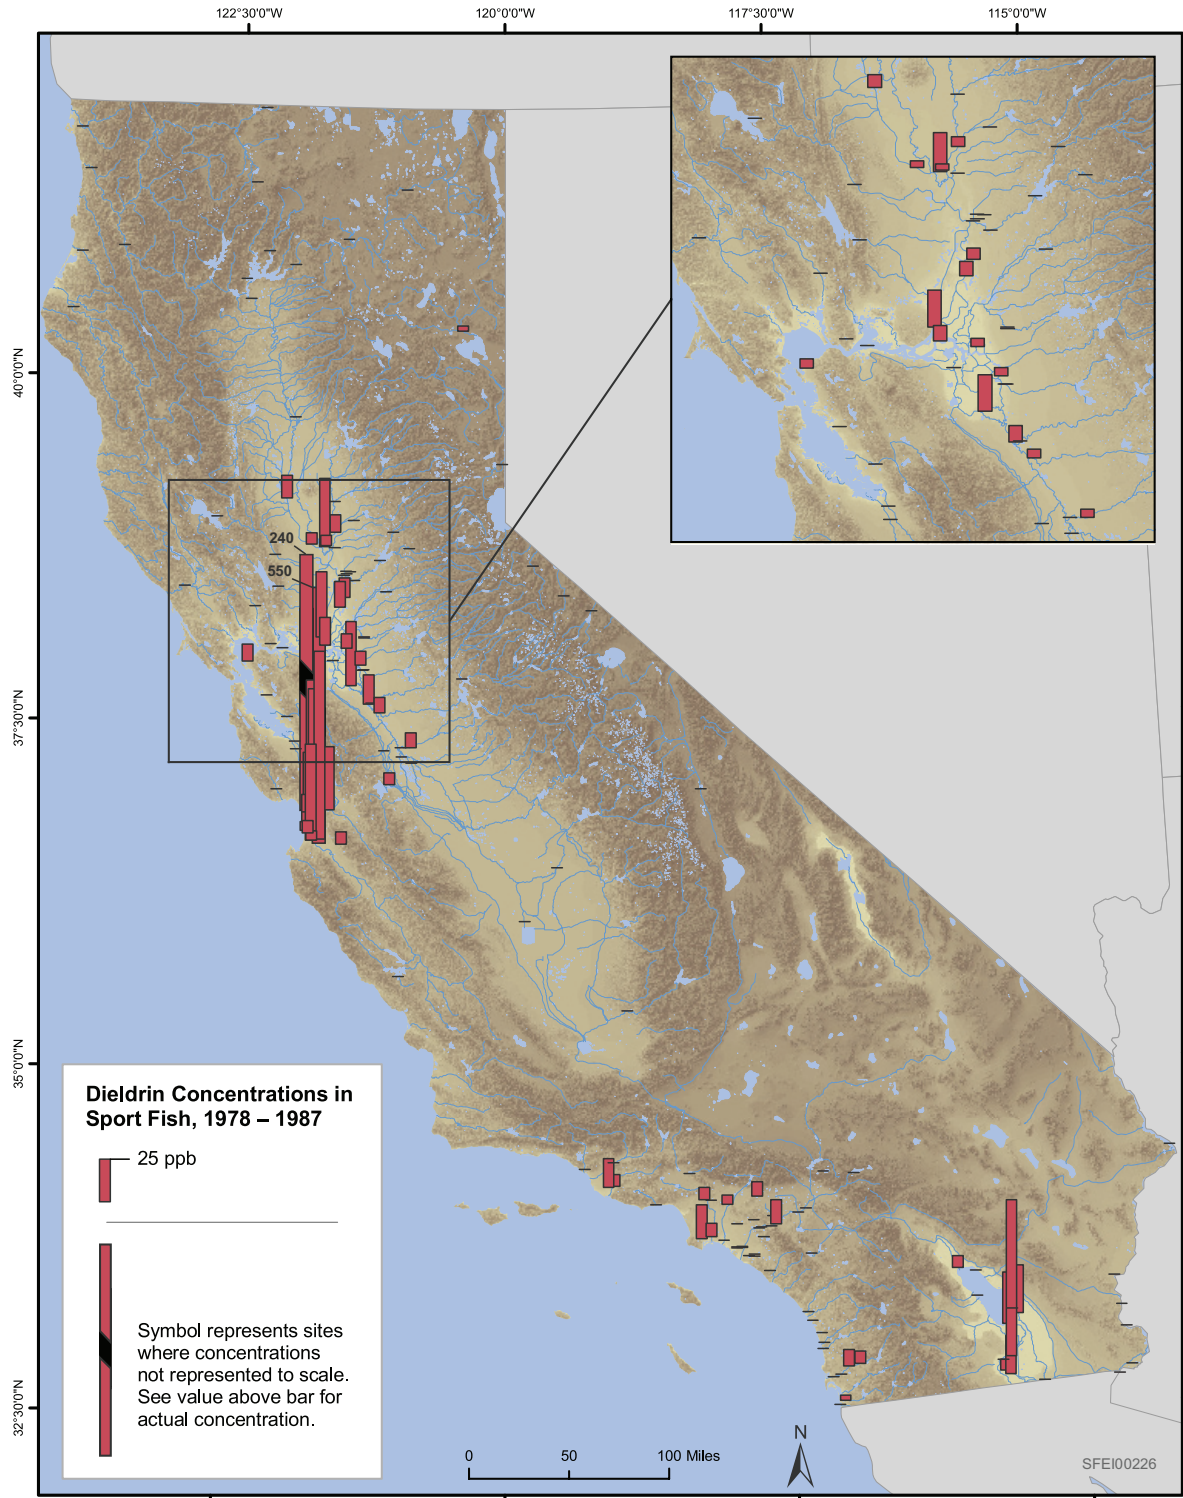 122°30'0"W
120°0'0"W
117°30'0"W
115°0'0"W
40°0'0"N
37°30'0"N
35°0'0"N
32°30'0"N
240
550
Dieldrin Concentrations in
Sport Fish, 1978 – 1987
25 ppb
Symbol represents sites
where concentrations
not represented to scale.
See value above bar for
actual concentration.
0 50 100 Miles
N
SFEI00226